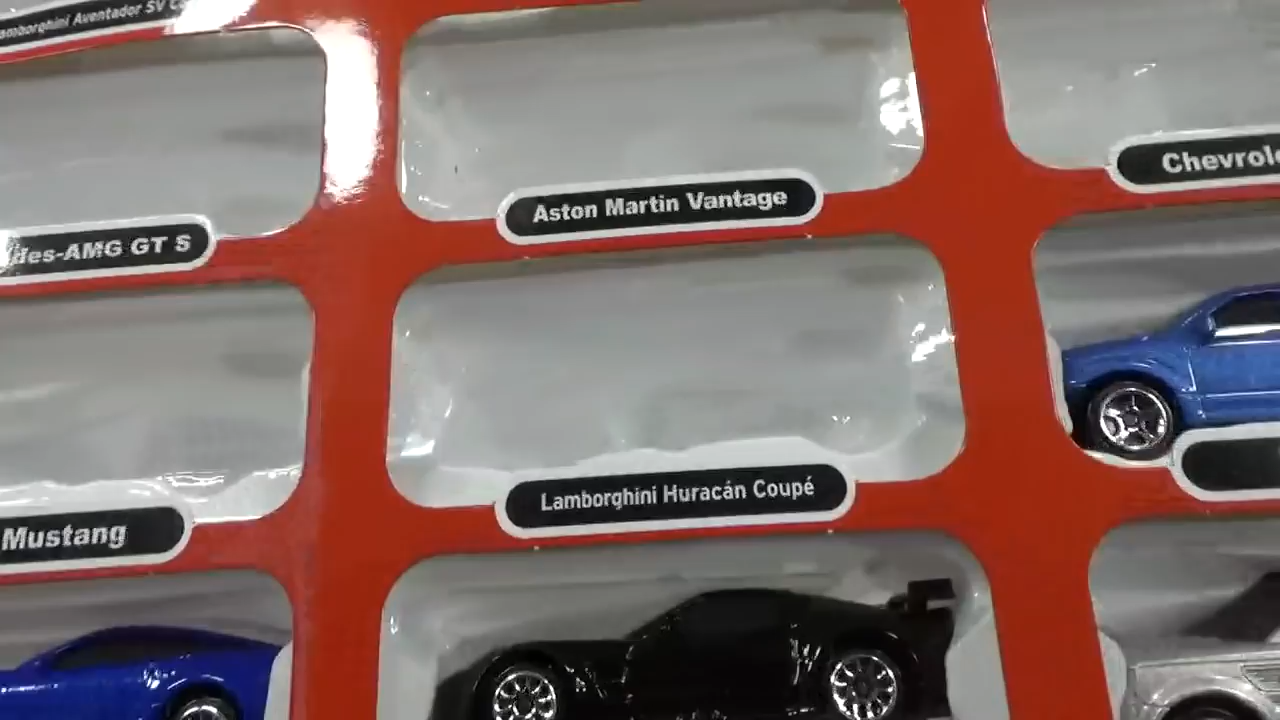 Lamborghini Aventador SV
Aston Martin Vantage
Chevrole
des-AMG GT S
Lamborghini Huracán Coupé
Mustang